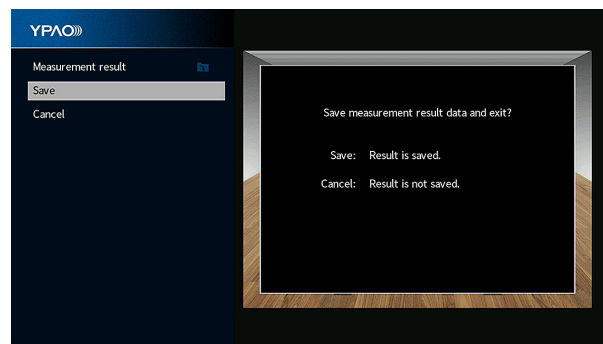 YPAO
Measurement result
Save
Cancel
Save measurement result data and exit?
Save: Result is saved.
Cancel: Result is not saved.